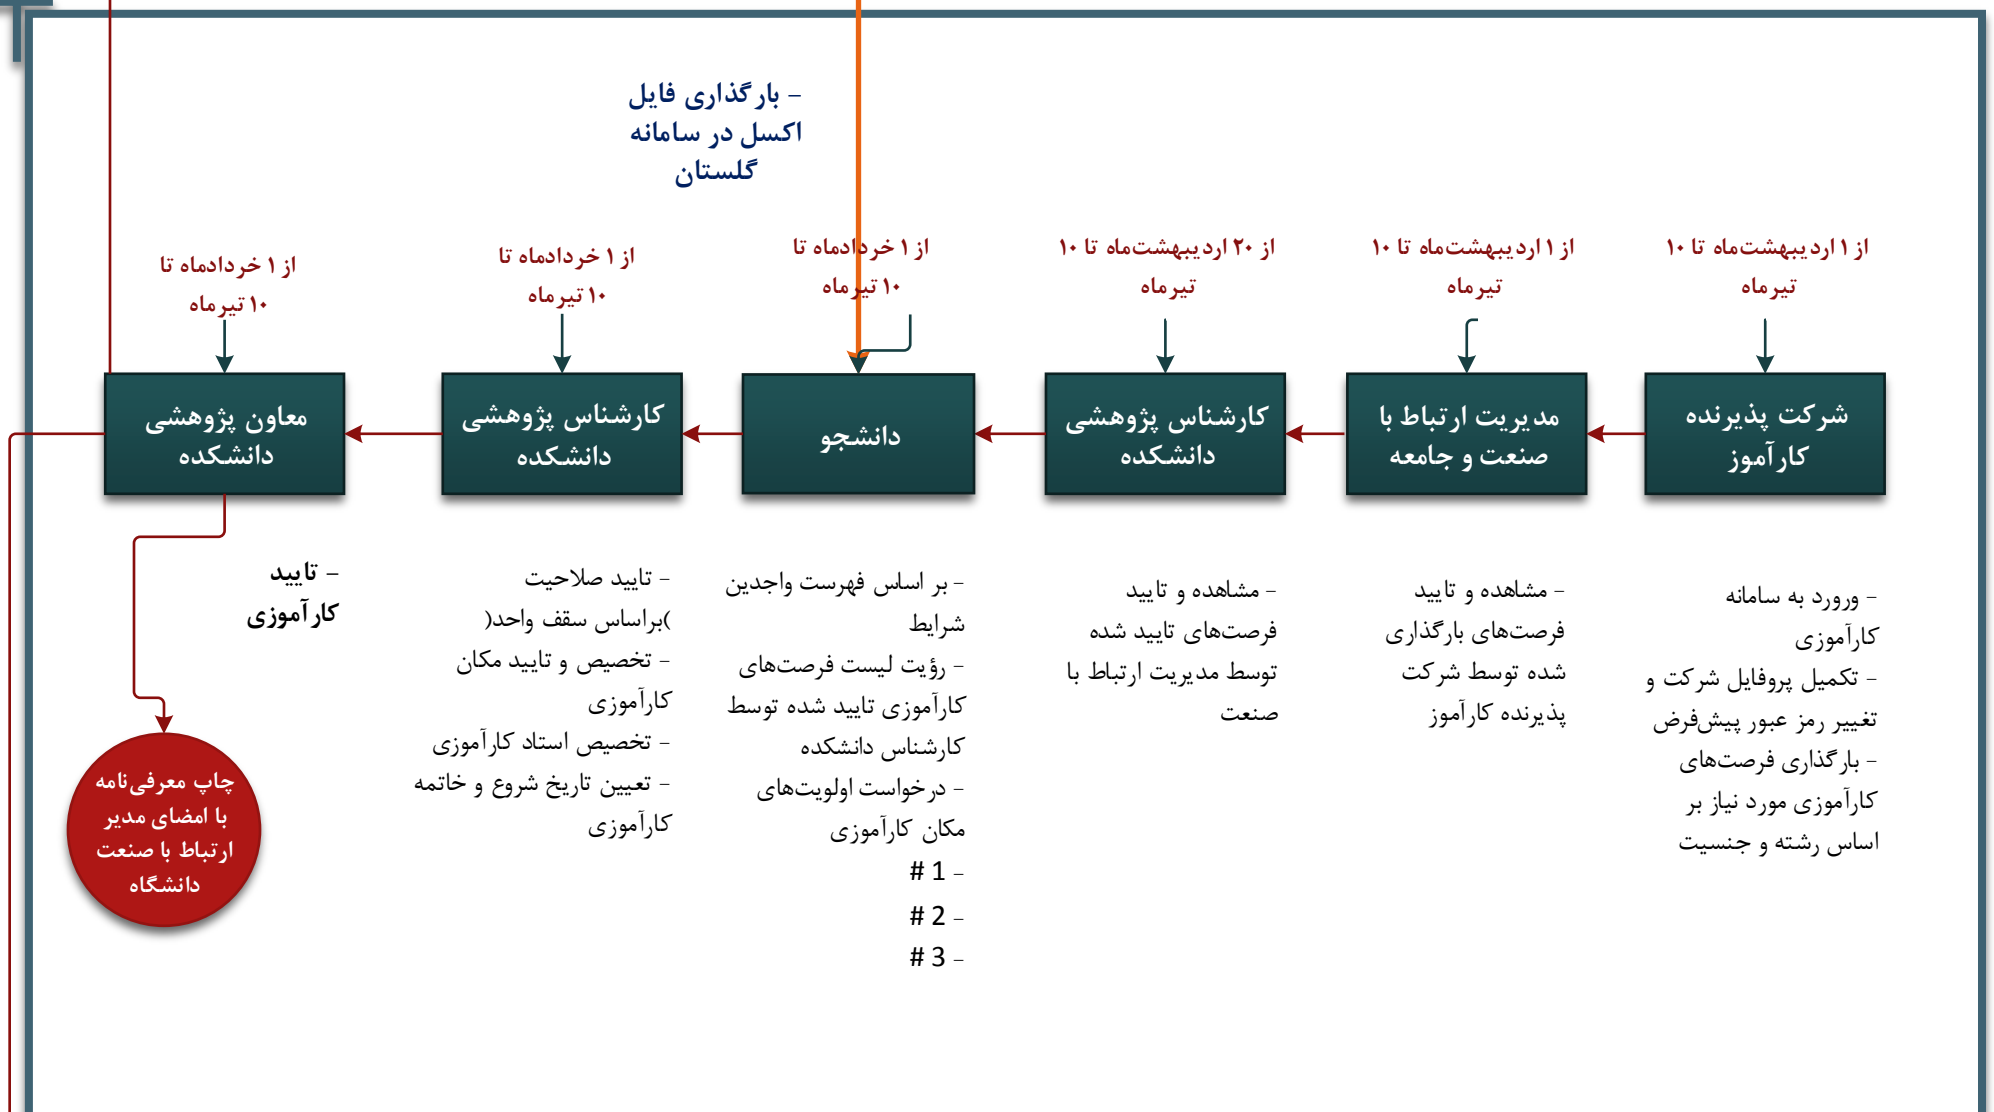 - بارگذاری فایل
اکسل در سامانه
گلستان
از ۱ اردیبهشت‌ماه تا ۱۰
تیرماه
شرکت پذیرنده
کارآموز
- ورورد به سامانه
کارآموزی
- تکمیل پروفایل شرکت و
تغییر رمز عبور پیش‌فرض
- بارگذاری فرصت‌های
کارآموزی مورد نیاز بر
اساس رشته و جنسیت
از ۱ اردیبهشت‌ماه تا ۱۰
تیرماه
مدیریت ارتباط با
صنعت و جامعه
- مشاهده و تایید
فرصت‌های بارگذاری
شده توسط شرکت
پذیرنده کارآموز
از ۲۰ اردیبهشت‌ماه تا ۱۰
تیرماه
کارشناس پژوهشی
دانشکده
- مشاهده و تایید
فرصت‌های تایید شده
توسط مدیریت ارتباط با
صنعت
از ۱ خردادماه تا
۱۰ تیرماه
دانشجو
- بر اساس فهرست واجدین
شرایط
- رؤیت لیست فرصت‌های
کارآموزی تایید شده توسط
کارشناس دانشکده
- درخواست اولویت‌های
مکان کارآموزی
- # 1
- # 2
- # 3
از ۱ خردادماه تا
۱۰ تیرماه
کارشناس پژوهشی
دانشکده
- تایید صلاحیت
)براساس سقف واحد(
- تخصیص و تایید مکان
کارآموزی
- تخصیص استاد کارآموزی
- تعیین تاریخ شروع و خاتمه
کارآموزی
از ۱ خردادماه تا
۱۰ تیرماه
معاون پژوهشی
دانشکده
- تایید
کارآموزی
چاپ معرفی‌نامه
با امضای مدیر
ارتباط با صنعت
دانشگاه